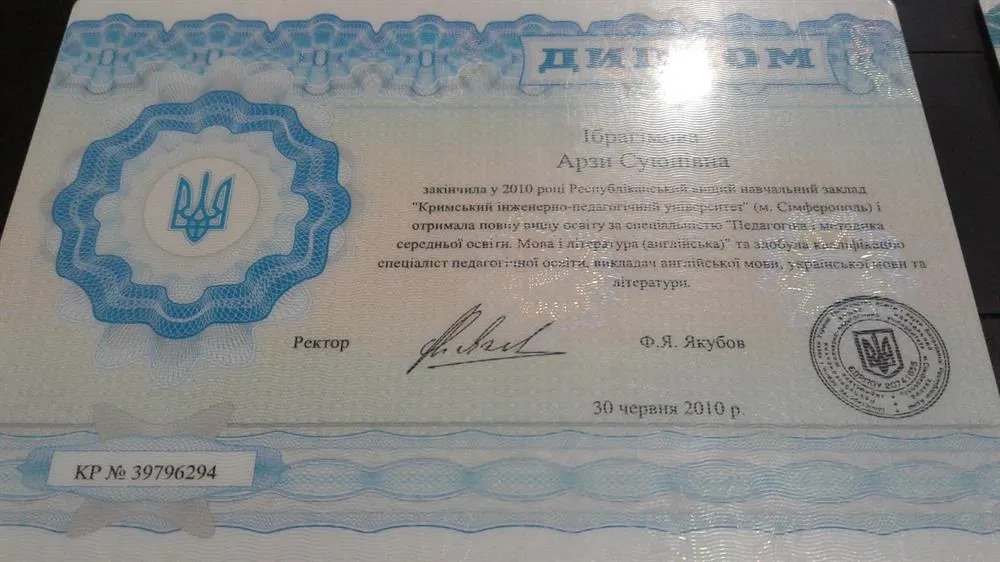 ДИПЛОМ
Ібрагімова
Арзи Суюнівна
закінчила у 2010 році Республіканський вищий навчальний заклад
"Кримський інженерно-педагогічний університет" (м. Сімферополь) і
отримала повну вищу освіту за спеціальністю "Педагогіка і методика
середньої освіти. Мова і література (англійська)" та здобула кваліфікацію
спеціаліст педагогічної освіти, викладач англійської мови, української мови та
літератури.
Ректор
Ф.Я. Якубов
30 червня 2010 р.
КР № 39796294